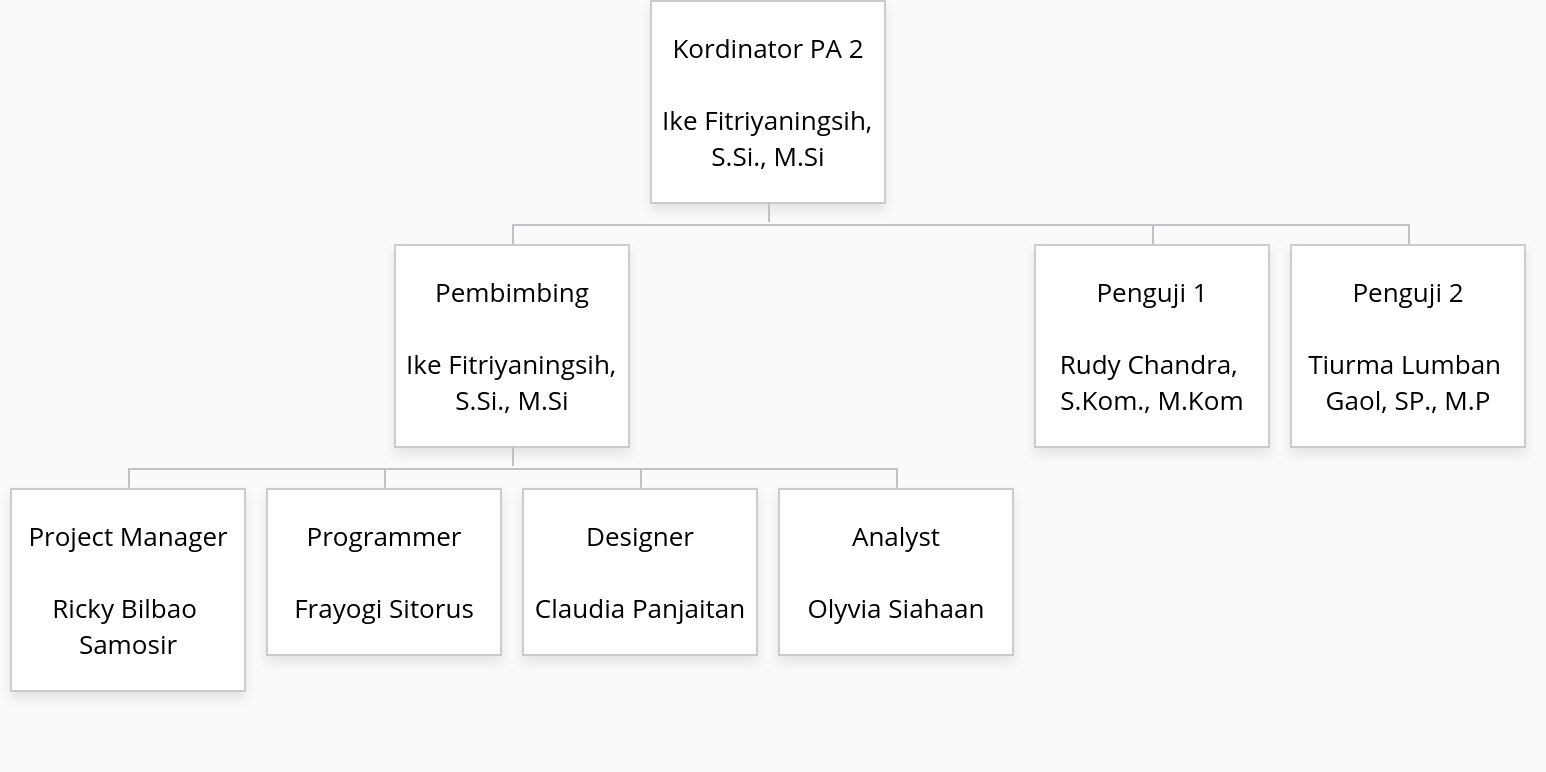 Kordinator PA 2
Ike Fitriyaningsih,
S.Si., M.Si
Pembimbing
Ike Fitriyaningsih,
S.Si., M.Si
Penguji 1
Rudy Chandra,
S.Kom., M.Kom
Penguji 2
Tiurma Lumban
Gaol, SP., M.P
Project Manager
Ricky Bilbao
Samosir
Programmer
Frayogi Sitorus
Designer
Claudia Panjaitan
Analyst
Olyvia Siahaan